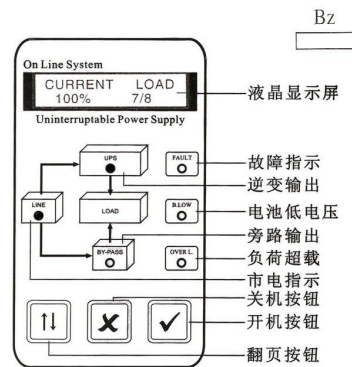 Bz
On Line System
CURRENT LOAD
100% 7/8
Uninterruptable Power Supply
UPS
FAULT
LINE
LOAD
B.LOW
BY-PASS
OVER L.
↑↓
✗
✓
液晶显示屏
故障指示
逆变输出
电池低电压
旁路输出
负荷超载
市电指示
关机按钮
开机按钮
翻页按钮